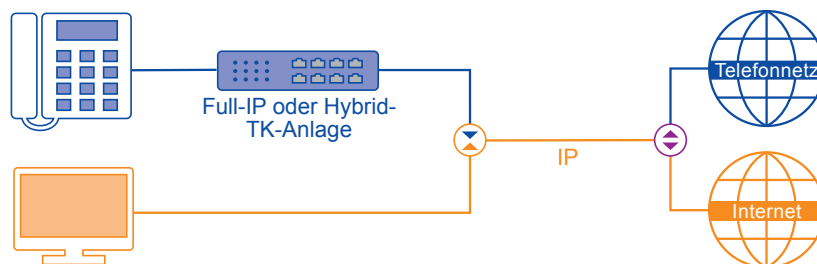 Telefonnetz
Full-IP oder Hybrid-
TK-Anlage
IP
Internet